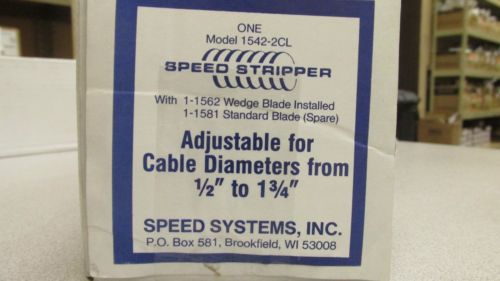 ONE
Model 1542-2CL
SPEED STRIPPER
With 1-1562 Wedge Blade Installed
1-1581 Standard Blade (Spare)
Adjustable for
Cable Diameters from
½" to 1¾"
SPEED SYSTEMS, INC.
P.O. Box 581, Brookfield, WI 53008